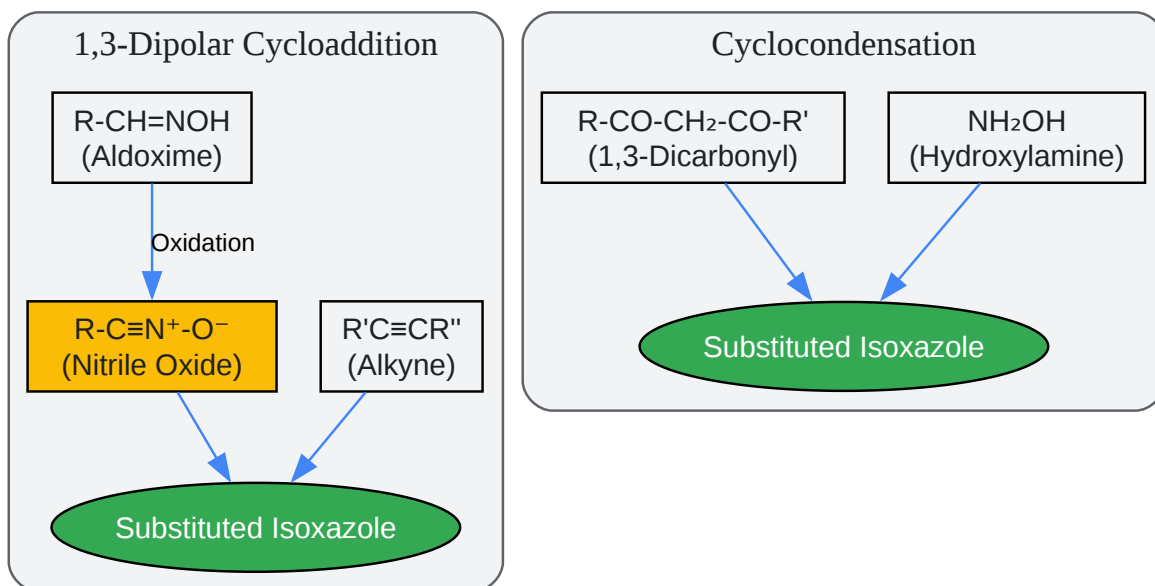 1,3-Dipolar Cycloaddition
R-CH=NOH
(Aldoxime)
Oxidation
R-C≡N⁺-O⁻
(Nitrile Oxide)
R'C≡CR''
(Alkyne)
Substituted Isoxazole
Cyclocondensation
R-CO-CH₂-CO-R'
(1,3-Dicarbonyl)
NH₂OH
(Hydroxylamine)
Substituted Isoxazole